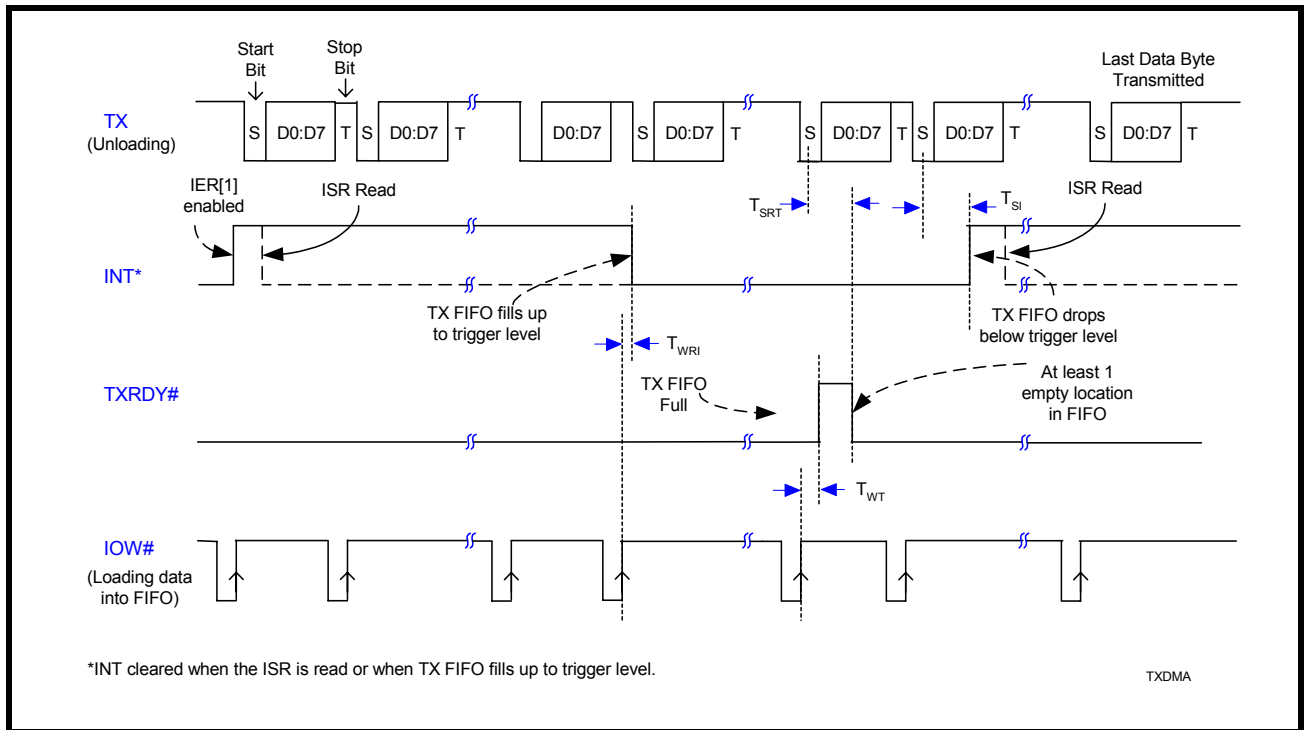 Start
Bit
Stop
Bit
Last Data Byte
Transmitted
TX
(Unloading)
S D0:D7 T S D0:D7 T D0:D7 S D0:D7 T S D0:D7 T S D0:D7 T S D0:D7 T
IER[1]
enabled
ISR Read
TSRT
TSI
ISR Read
INT*
TX FIFO fills up
to trigger level
TX FIFO drops
below trigger level
TWRI
TXRDY#
TX FIFO
Full
At least 1
empty location
in FIFO
TWT
IOW#
(Loading data
into FIFO)
*INT cleared when the ISR is read or when TX FIFO fills up to trigger level.
TXDMA